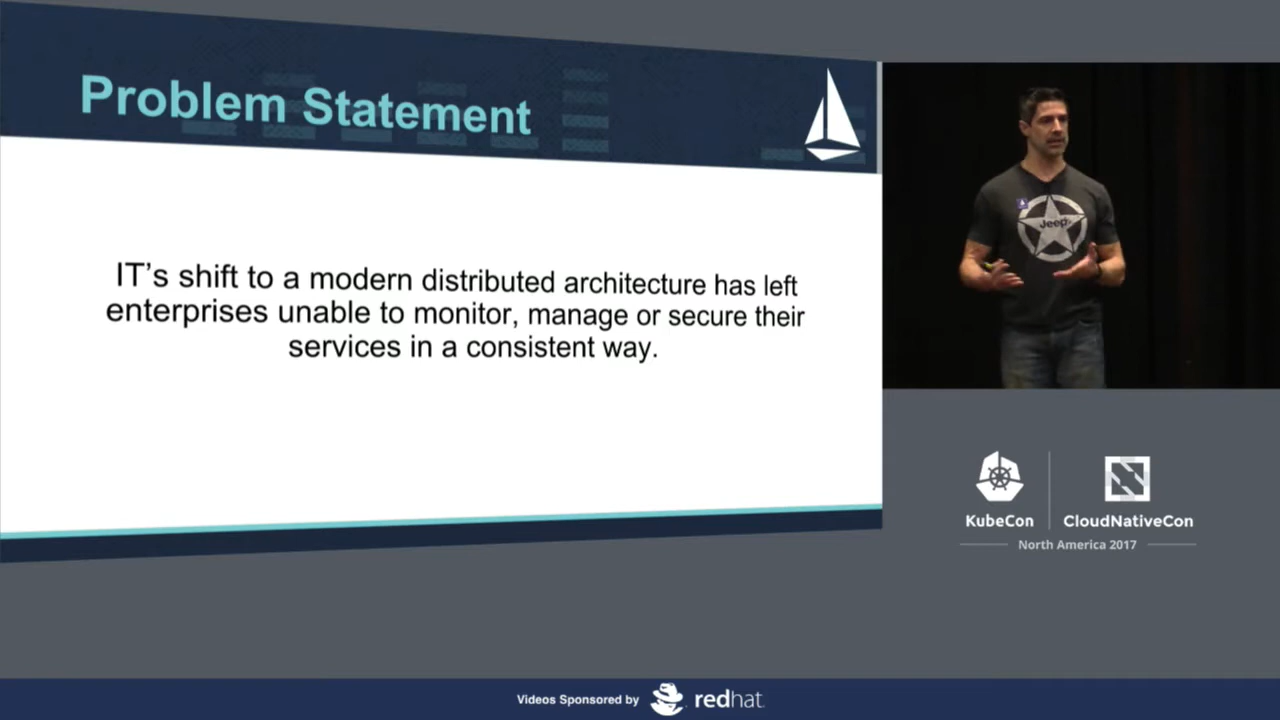 Problem Statement
IT's shift to a modern distributed architecture has left
enterprises unable to monitor, manage or secure their
services in a consistent way.
Jeep
KubeCon
CloudNativeCon
North America 2017
Videos Sponsored by
redhat